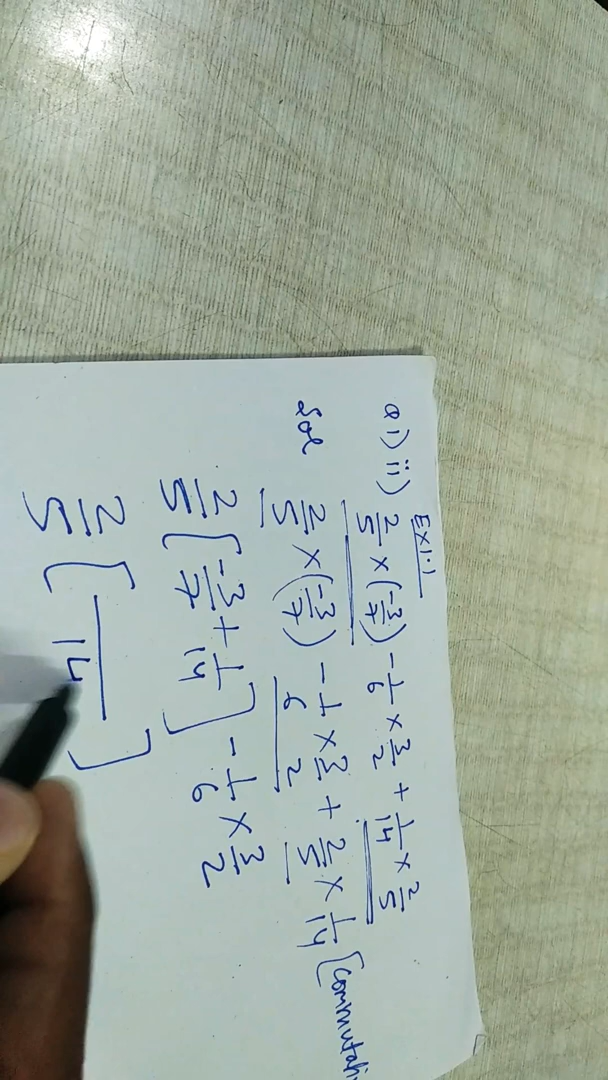 Ex 1.1
Q1) ii) 2/5 × (-3/7) - 1/6 × 3/2 + 1/14 × 2/5
Sol 2/5 × (-3/7) - 1/6 × 3/2 + 2/5 × 1/14 [commutati
2/5 [-3/7 + 1/14] - 1/6 × 3/2
2/5 [ /14 ]